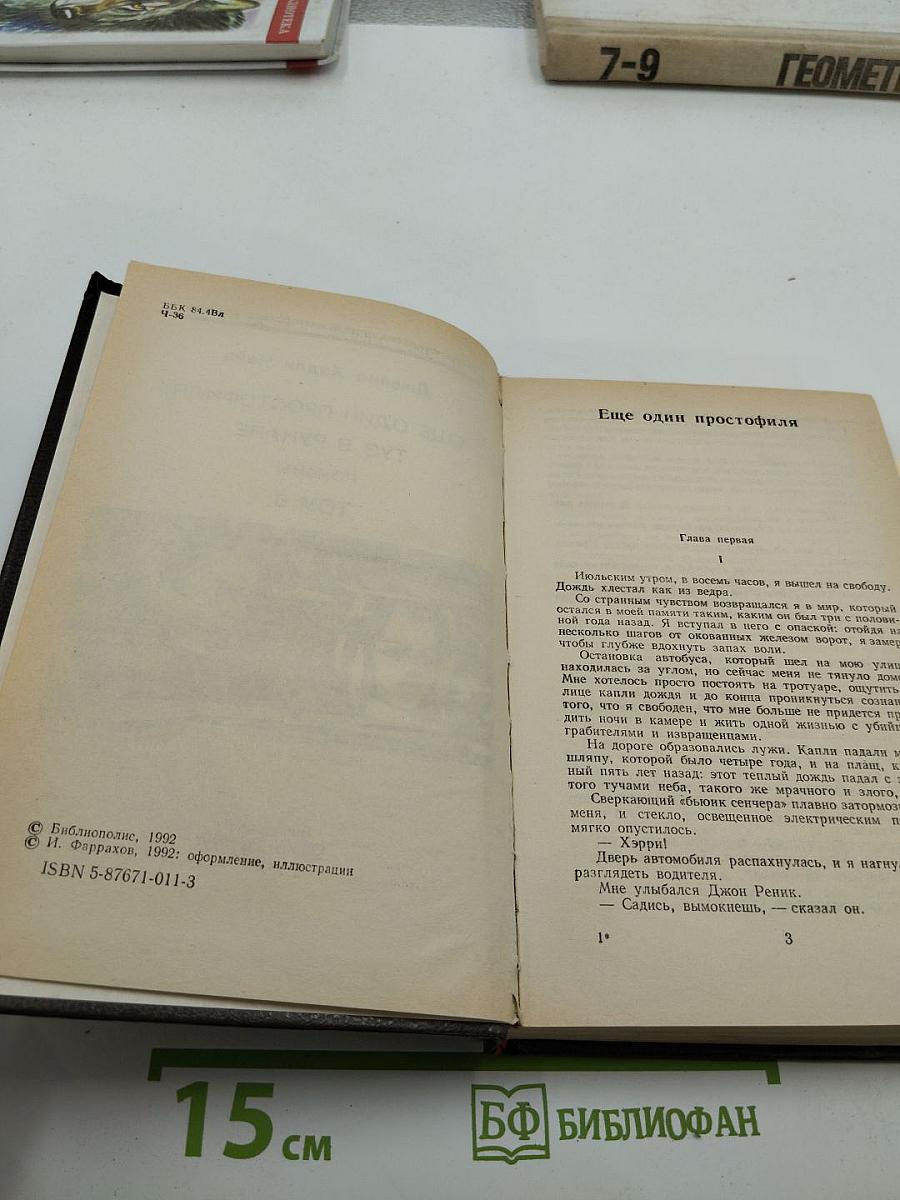 БЛИОТЕКА
7-9
ГЕОМЕТ
ББК 84.4Вл
Ч-36
© Библиополис, 1992
© И. Фаррахов, 1992: оформление, иллюстрации
ISBN 5-87671-011-3
Еще один простофиля
Глава первая
I
Июльским утром, в восемь часов, я вышел на свободу.
Дождь хлестал как из ведра.
Со странным чувством возвращался я в мир, который
остался в моей памяти таким, каким он был три с полови-
ной года назад. Я вступал в него с опаской: отойдя на
несколько шагов от окованных железом ворот, я замер
чтобы глубже вдохнуть запах воли.
Остановка автобуса, который шел на мою улиц
находилась за углом, но сейчас меня не тянуло домо
Мне хотелось просто постоять на тротуаре, ощутить
лице капли дождя и до конца проникнуться сознан
того, что я свободен, что мне больше не придется пр
дить ночи в камере и жить одной жизнью с убийц
грабителями и извращенцами.
На дороге образовались лужи. Капли падали м
шляпу, которой было четыре года, и на плащ, к
ный пять лет назад: этот теплый дождь падал с з
того тучами неба, такого же мрачного и злого,
Сверкающий «бьюик сенчера» плавно затормоз
меня, и стекло, освещенное электрическим п
мягко опустилось.
— Хэрри!
Дверь автомобиля распахнулась, и я нагну
разглядеть водителя.
Мне улыбался Джон Реник.
— Садись, вымокнешь, — сказал он.
1*
3
15 см
БФ БИБЛИОФАН